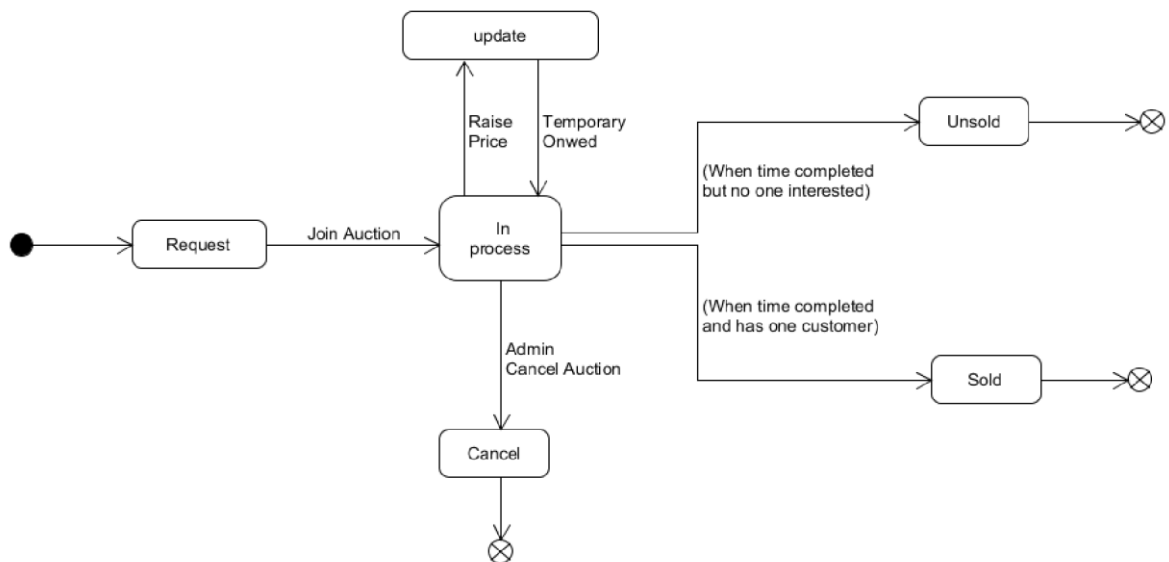 update
Raise
Price
Temporary
Onwed
Unsold
(When time completed
but no one interested)
Request
Join Auction
In
process
(When time completed
and has one customer)
Admin
Cancel Auction
Sold
Cancel